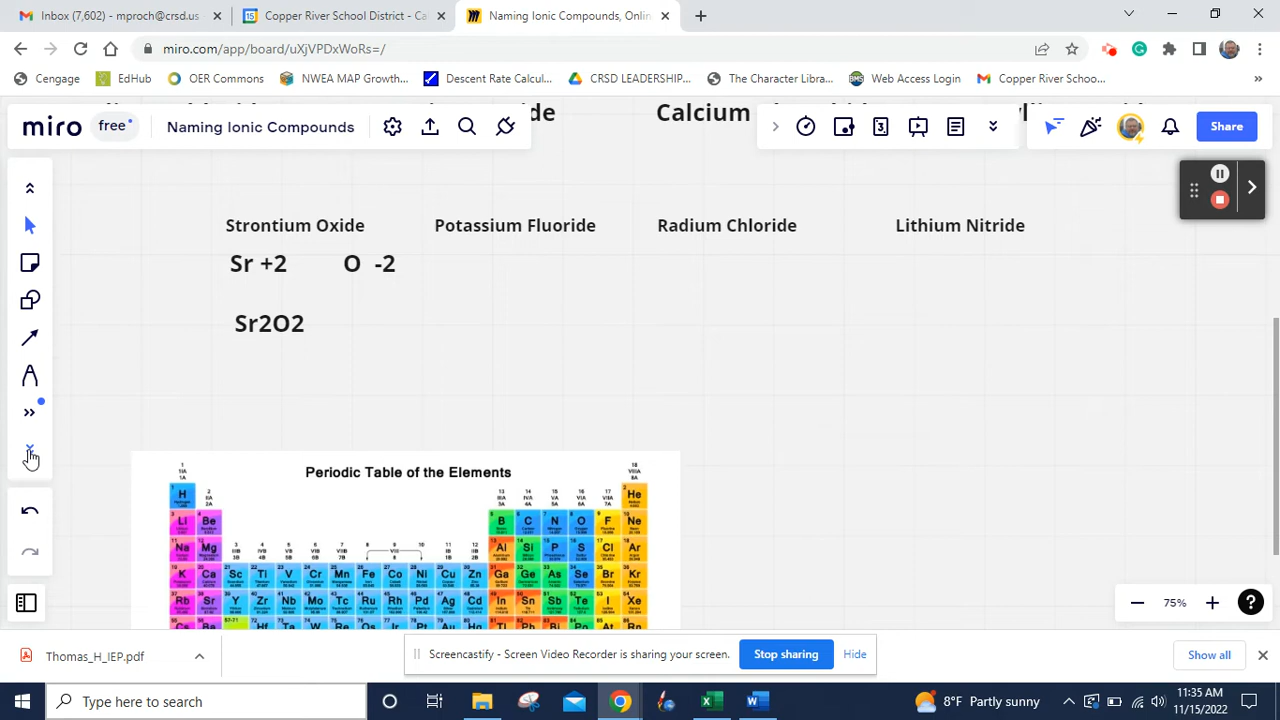 Inbox (7,602) - mproch@crsd.us
Copper River School District - Ca
Naming Ionic Compounds, Onlin
miro.com/app/board/uXjVPDxWoRs=/
Cengage
EdHub
OER Commons
NWEA MAP Growth...
Descent Rate Calcul...
CRSD LEADERSHIP...
The Character Libra...
Web Access Login
Copper River Schoo...
miro
free
Naming Ionic Compounds
Share
Calcium
Strontium Oxide
Potassium Fluoride
Radium Chloride
Lithium Nitride
Sr +2
O -2
Sr2O2
Periodic Table of the Elements
H
He
Li Be
B C N O F Ne
Na Mg
Al Si P S Cl Ar
K Ca Sc Ti V Cr Mn Fe Co Ni Cu Zn Ga Ge As Se Br Kr
Rb Sr Y Zr Nb Mo Tc Ru Rh Pd Ag Cd In Sn Sb Te I Xe
75%
Thomas_H_IEP.pdf
Screencastify - Screen Video Recorder is sharing your screen.
Stop sharing
Hide
Show all
Type here to search
8°F Partly sunny
11:35 AM
11/15/2022